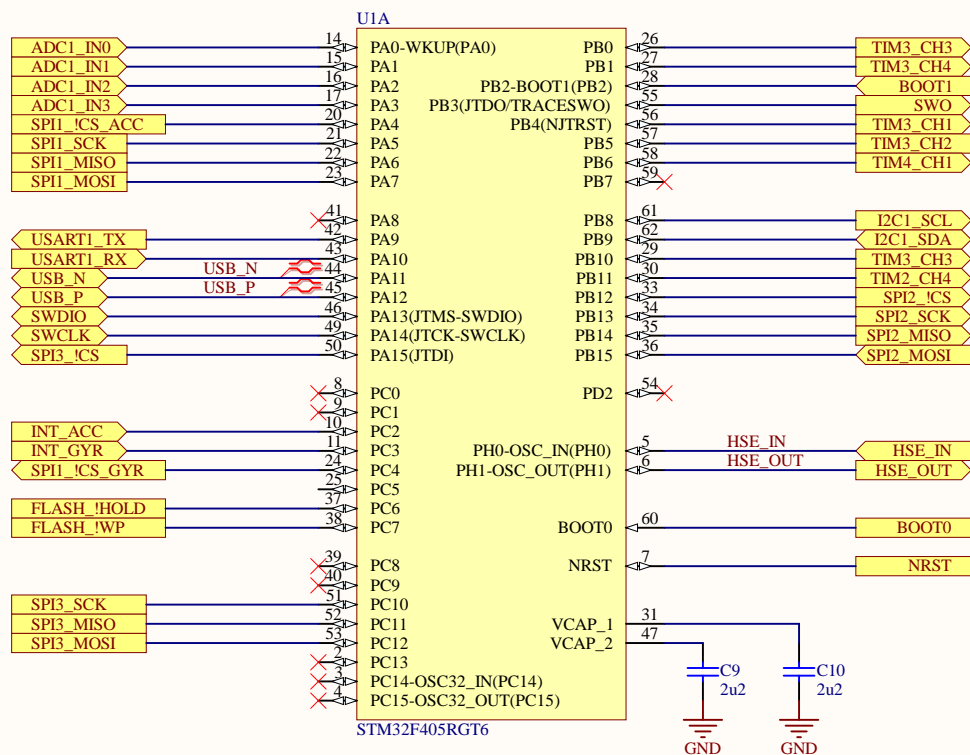 U1A
ADC1_IN0 14 PA0-WKUP(PA0) PB0 26 TIM3_CH3
ADC1_IN1 15 PA1 PB1 27 TIM3_CH4
ADC1_IN2 16 PA2 PB2-BOOT1(PB2) 28 BOOT1
ADC1_IN3 17 PA3 PB3(JTDO/TRACESWO) 55 SWO
SPI1_!CS_ACC 20 PA4 PB4(NJTRST) 56 TIM3_CH1
SPI1_SCK 21 PA5 PB5 57 TIM3_CH2
SPI1_MISO 22 PA6 PB6 58 TIM4_CH1
SPI1_MOSI 23 PA7 PB7 59
41 PA8 PB8 61 I2C1_SCL
USART1_TX 42 PA9 PB9 62 I2C1_SDA
USART1_RX 43 PA10 PB10 29 TIM3_CH3
USB_N USB_N 44 PA11 PB11 30 TIM2_CH4
USB_P USB_P 45 PA12 PB12 33 SPI2_!CS
SWDIO 46 PA13(JTMS-SWDIO) PB13 34 SPI2_SCK
SWCLK 49 PA14(JTCK-SWCLK) PB14 35 SPI2_MISO
SPI3_!CS 50 PA15(JTDI) PB15 36 SPI2_MOSI
8 PC0 PD2 54
9 PC1
INT_ACC 10 PC2
INT_GYR 11 PC3 PH0-OSC_IN(PH0) 5 HSE_IN HSE_IN
SPI1_!CS_GYR 24 PC4 PH1-OSC_OUT(PH1) 6 HSE_OUT HSE_OUT
25 PC5
FLASH_!HOLD 37 PC6
FLASH_!WP 38 PC7 BOOT0 60 BOOT0
39 PC8 NRST 7 NRST
40 PC9
SPI3_SCK 51 PC10
SPI3_MISO 52 PC11 VCAP_1 31
SPI3_MOSI 53 PC12 VCAP_2 47
2 PC13 C9 C10
3 PC14-OSC32_IN(PC14) 2u2 2u2
4 PC15-OSC32_OUT(PC15)
STM32F405RGT6
GND GND